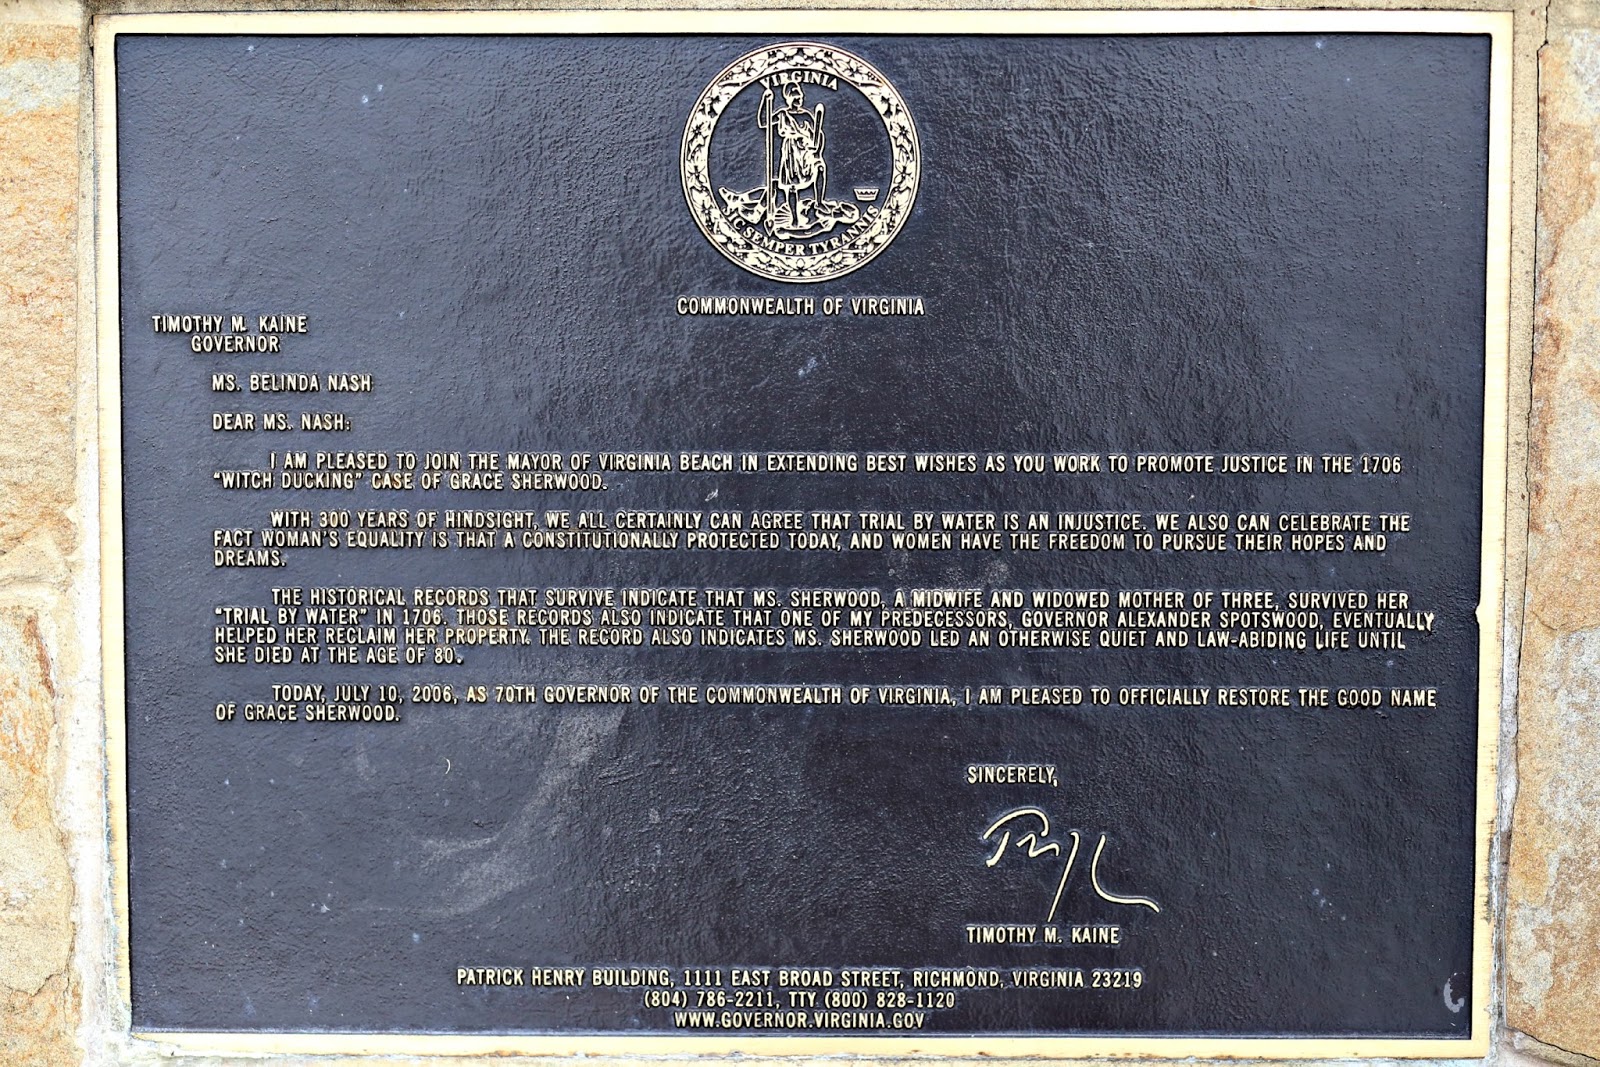 VIRGINIA
SIC SEMPER TYRANNIS
COMMONWEALTH OF VIRGINIA
TIMOTHY M. KAINE
GOVERNOR
MS. BELINDA NASH
DEAR MS. NASH:
I AM PLEASED TO JOIN THE MAYOR OF VIRGINIA BEACH IN EXTENDING BEST WISHES AS YOU WORK TO PROMOTE JUSTICE IN THE 1706
"WITCH DUCKING" CASE OF GRACE SHERWOOD.
WITH 300 YEARS OF HINDSIGHT, WE ALL CERTAINLY CAN AGREE THAT TRIAL BY WATER IS AN INJUSTICE. WE ALSO CAN CELEBRATE THE
FACT WOMAN'S EQUALITY IS THAT A CONSTITUTIONALLY PROTECTED TODAY, AND WOMEN HAVE THE FREEDOM TO PURSUE THEIR HOPES AND
DREAMS.
THE HISTORICAL RECORDS THAT SURVIVE INDICATE THAT MS. SHERWOOD, A MIDWIFE AND WIDOWED MOTHER OF THREE, SURVIVED HER
"TRIAL BY WATER" IN 1706. THOSE RECORDS ALSO INDICATE THAT ONE OF MY PREDECESSORS, GOVERNOR ALEXANDER SPOTSWOOD, EVENTUALLY
HELPED HER RECLAIM HER PROPERTY. THE RECORD ALSO INDICATES MS. SHERWOOD LED AN OTHERWISE QUIET AND LAW-ABIDING LIFE UNTIL
SHE DIED AT THE AGE OF 80.
TODAY, JULY 10, 2006, AS 70TH GOVERNOR OF THE COMMONWEALTH OF VIRGINIA, I AM PLEASED TO OFFICIALLY RESTORE THE GOOD NAME
OF GRACE SHERWOOD.
SINCERELY,
TIMOTHY M. KAINE
PATRICK HENRY BUILDING, 1111 EAST BROAD STREET, RICHMOND, VIRGINIA 23219
(804) 786-2211, TTY (800) 828-1120
WWW.GOVERNOR.VIRGINIA.GOV